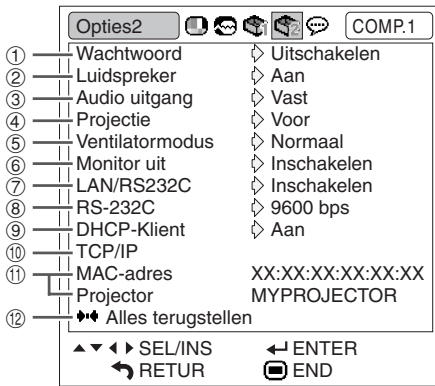 Opties2 COMP.1
① Wachtwoord Uitschakelen
② Luidspreker Aan
③ Audio uitgang Vast
④ Projectie Voor
⑤ Ventilatormodus Normaal
⑥ Monitor uit Inschakelen
⑦ LAN/RS232C Inschakelen
⑧ RS-232C 9600 bps
⑨ DHCP-Klient Aan
⑩ TCP/IP
⑪ MAC-adres XX:XX:XX:XX:XX:XX
Projector MYPROJECTOR
⑫ Alles terugstellen
SEL/INS ENTER
RETUR END